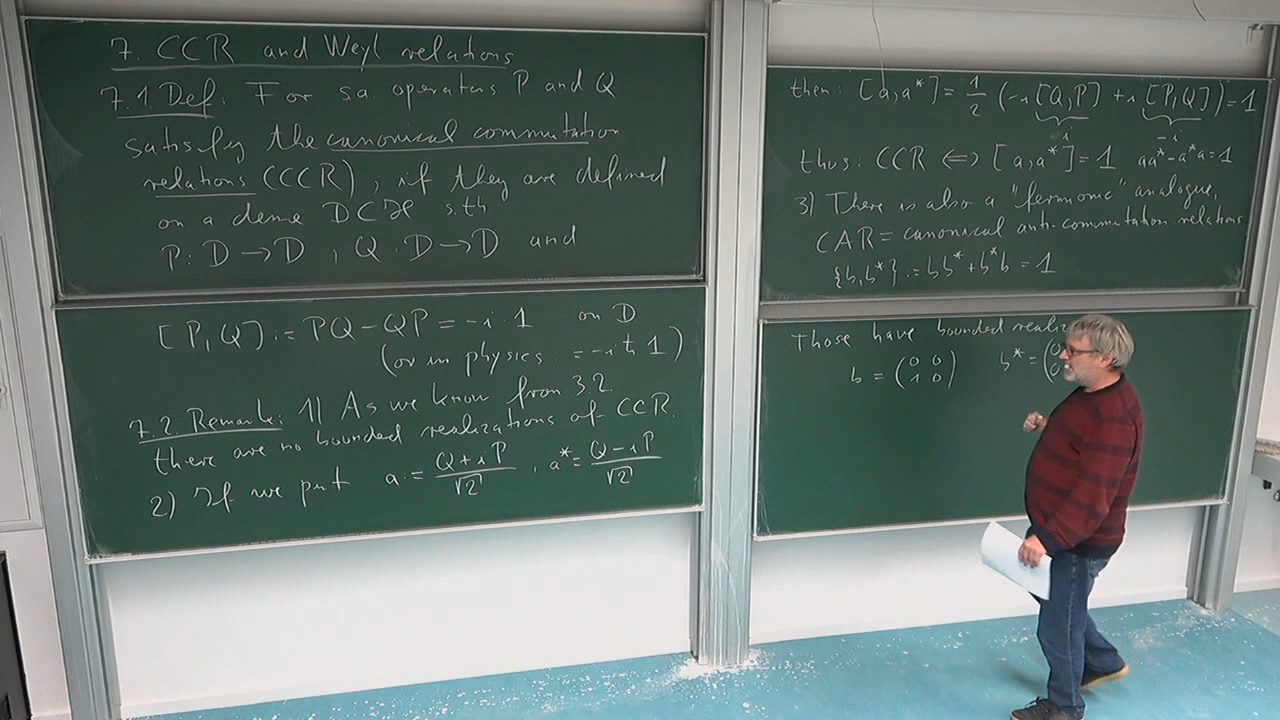 7. CCR and Weyl relations
7.1 Def. For s.a. operators P and Q
satisfy the canonical commutation
relations (CCR), if they are defined
on a dense D⊂ℋ s.th.
P: D → D , Q: D → D and
[P,Q] := PQ - QP = -i 1 on D
(or in physics: = -iħ 1)
7.2. Remark: 1) As we know from 3.2.
there are no bounded realizations of CCR.
2) If we put a := (Q+iP)/√2 , a* = (Q-iP)/√2
then: [a,a*] = 1/2 (-i[Q,P] + i[P,Q]) = 1
i -i
thus: CCR ⇔ [a,a*] = 1 aa* - a*a = 1
3) There is also a "fermionic" analogue,
CAR = canonical anti-commutation relations
{b,b*} := bb* + b*b = 1
Those have bounded
b = (0 0; 1 0) b* = (0